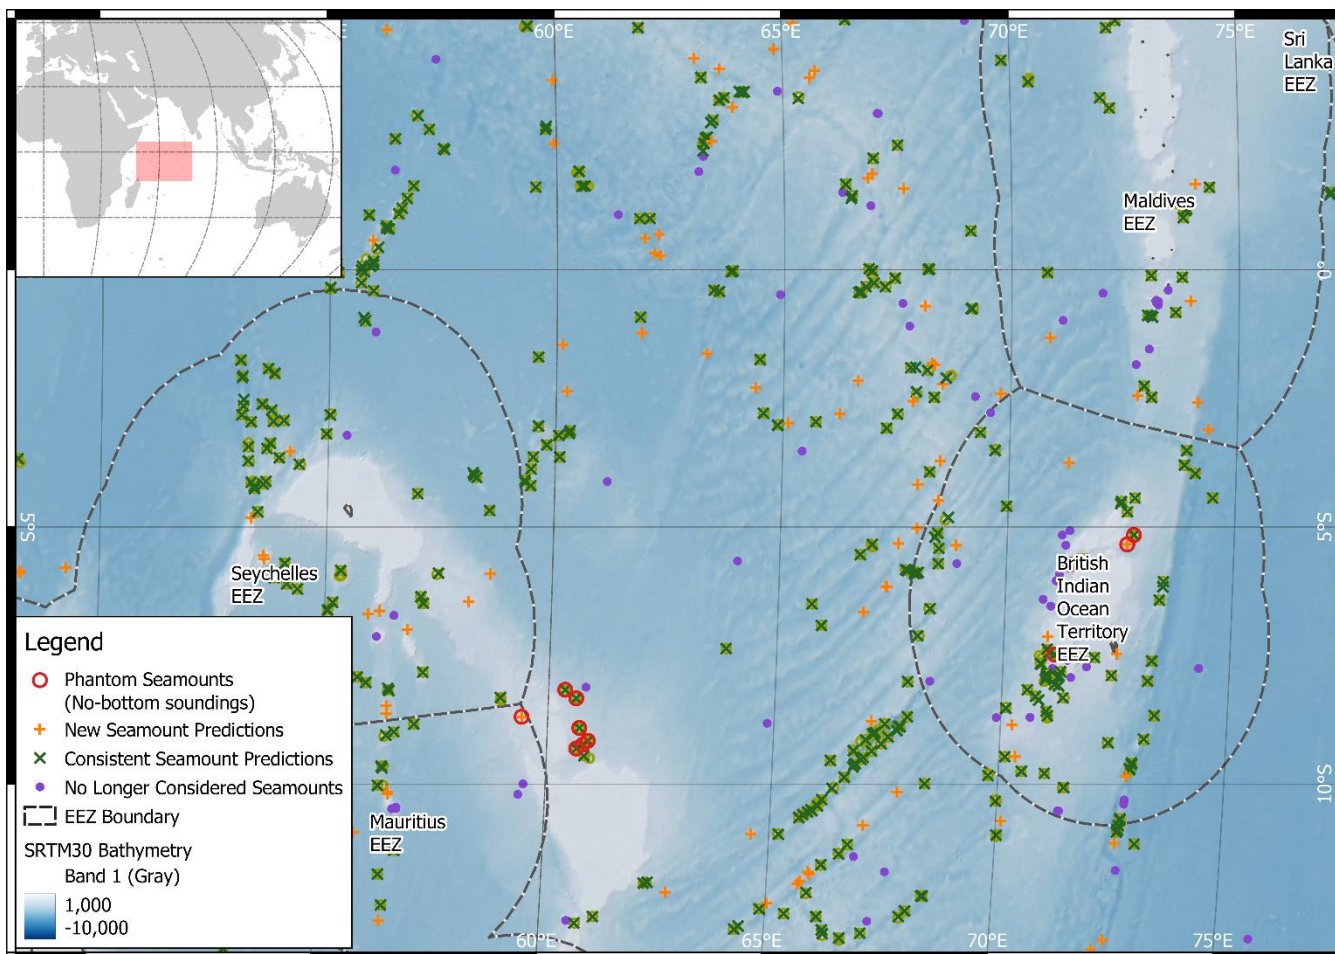 E
60°E
65°E
70°E
75°E
Sri
Lanka
EEZ
Maldives
EEZ
0°
5°S
5°S
Seychelles
EEZ
British
Indian
Ocean
Territory
EEZ
Legend
Phantom Seamounts
(No-bottom soundings)
New Seamount Predictions
Consistent Seamount Predictions
No Longer Considered Seamounts
EEZ Boundary
SRTM30 Bathymetry
Band 1 (Gray)
1,000
-10,000
Mauritius
EEZ
10°S
60°E
65°E
70°E
75°E